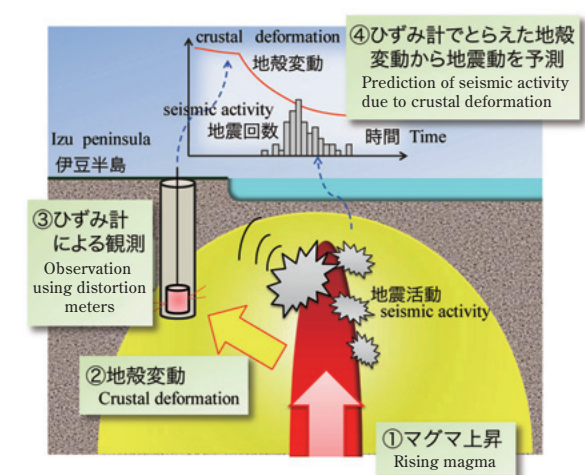 crustal deformation
地殻変動
seismic activity
地震回数
時間 Time
④ひずみ計でとらえた地殻
変動から地震動を予測
Prediction of seismic activity
due to crustal deformation
Izu peninsula
伊豆半島
③ひずみ計
による観測
Observation
using distortion
meters
地震活動
seismic activity
②地殻変動
Crustal deformation
①マグマ上昇
Rising magma